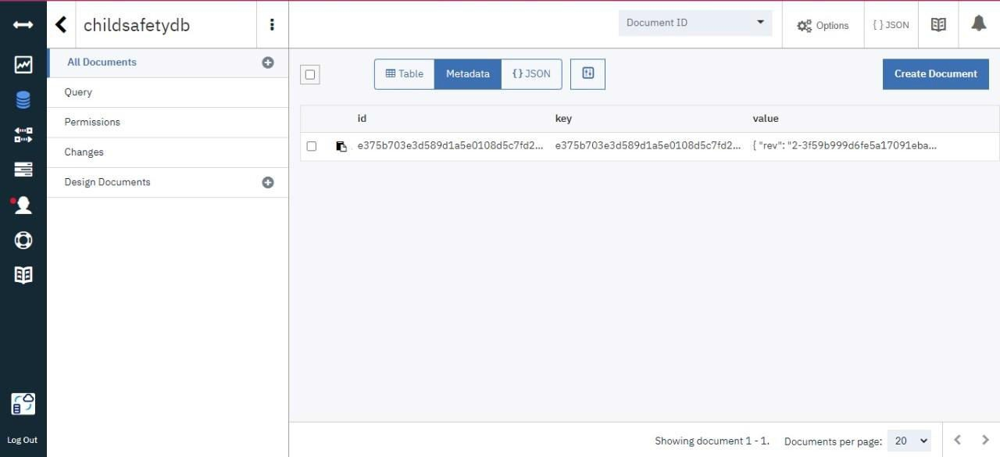 childsafetydb
Document ID
Options
{ } JSON
All Documents
Query
Permissions
Changes
Design Documents
Table
Metadata
{ } JSON
Create Document
id key value
e375b703e3d589d1a5e0108d5c7fd2... e375b703e3d589d1a5e0108d5c7fd2... { "rev": "2-3f59b999d6fe5a17091eba...
Log Out
Showing document 1 - 1. Documents per page: 20